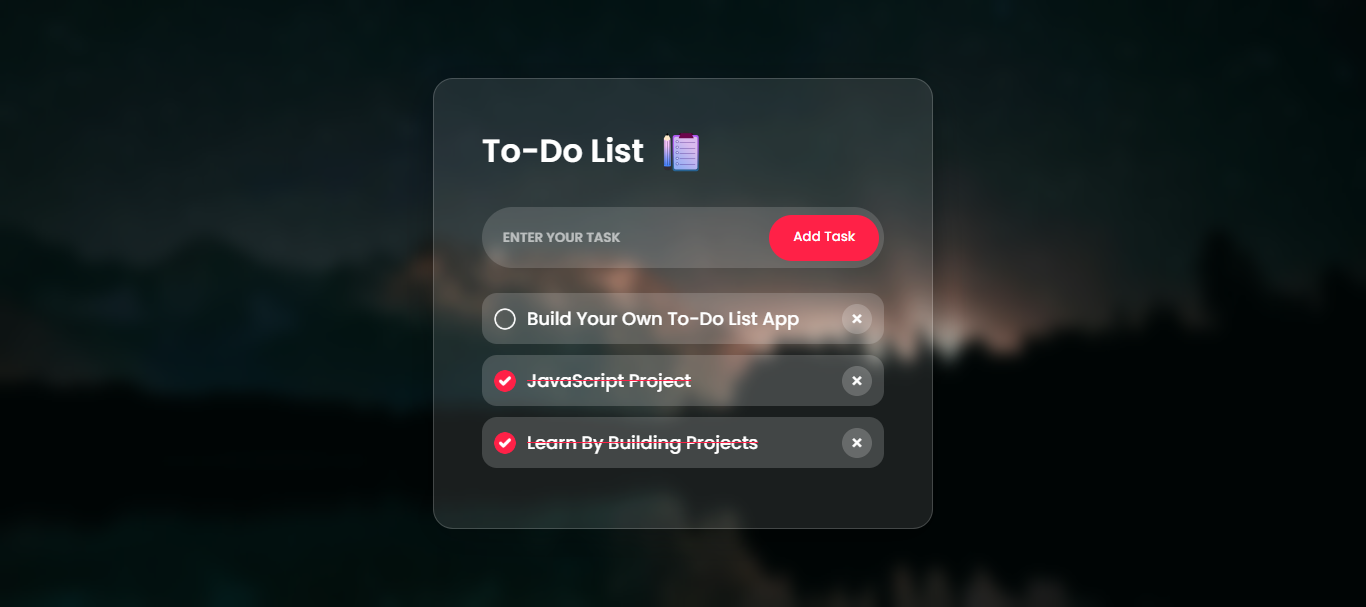 To-Do List
ENTER YOUR TASK
Add Task
Build Your Own To-Do List App
JavaScript Project
Learn By Building Projects